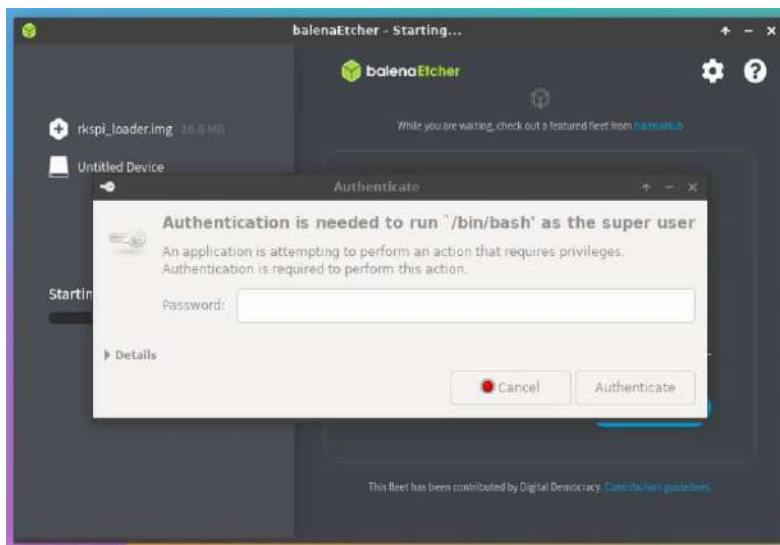 balenaEtcher - Starting...
balenaEtcher
rkspi_loader.img 16.8 MB
While you are waiting, check out a featured fleet from balenaHub
Untitled Device
Authenticate
Authentication is needed to run `/bin/bash' as the super user
An application is attempting to perform an action that requires privileges.
Authentication is required to perform this action.
Startin
Password:
Details
Cancel
Authenticate
This fleet has been contributed by Digital Democracy. Contribution guidelines.